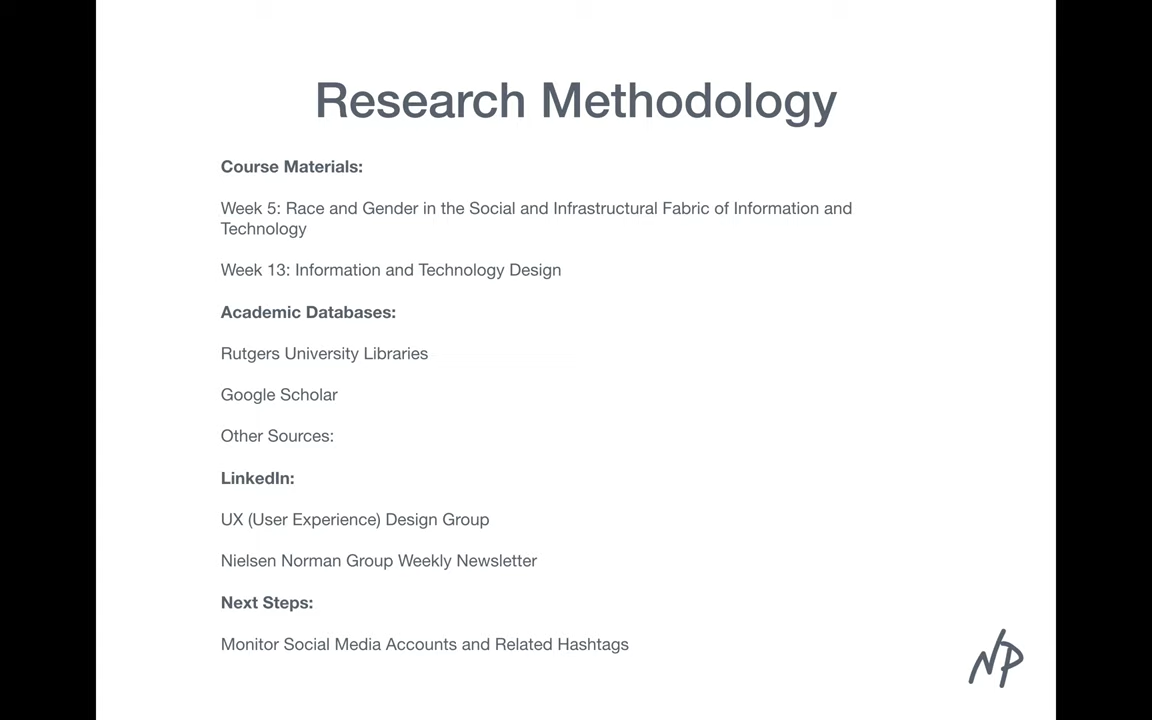 Research Methodology
Course Materials:
Week 5: Race and Gender in the Social and Infrastructural Fabric of Information and
Technology
Week 13: Information and Technology Design
Academic Databases:
Rutgers University Libraries
Google Scholar
Other Sources:
LinkedIn:
UX (User Experience) Design Group
Nielsen Norman Group Weekly Newsletter
Next Steps:
Monitor Social Media Accounts and Related Hashtags
NP